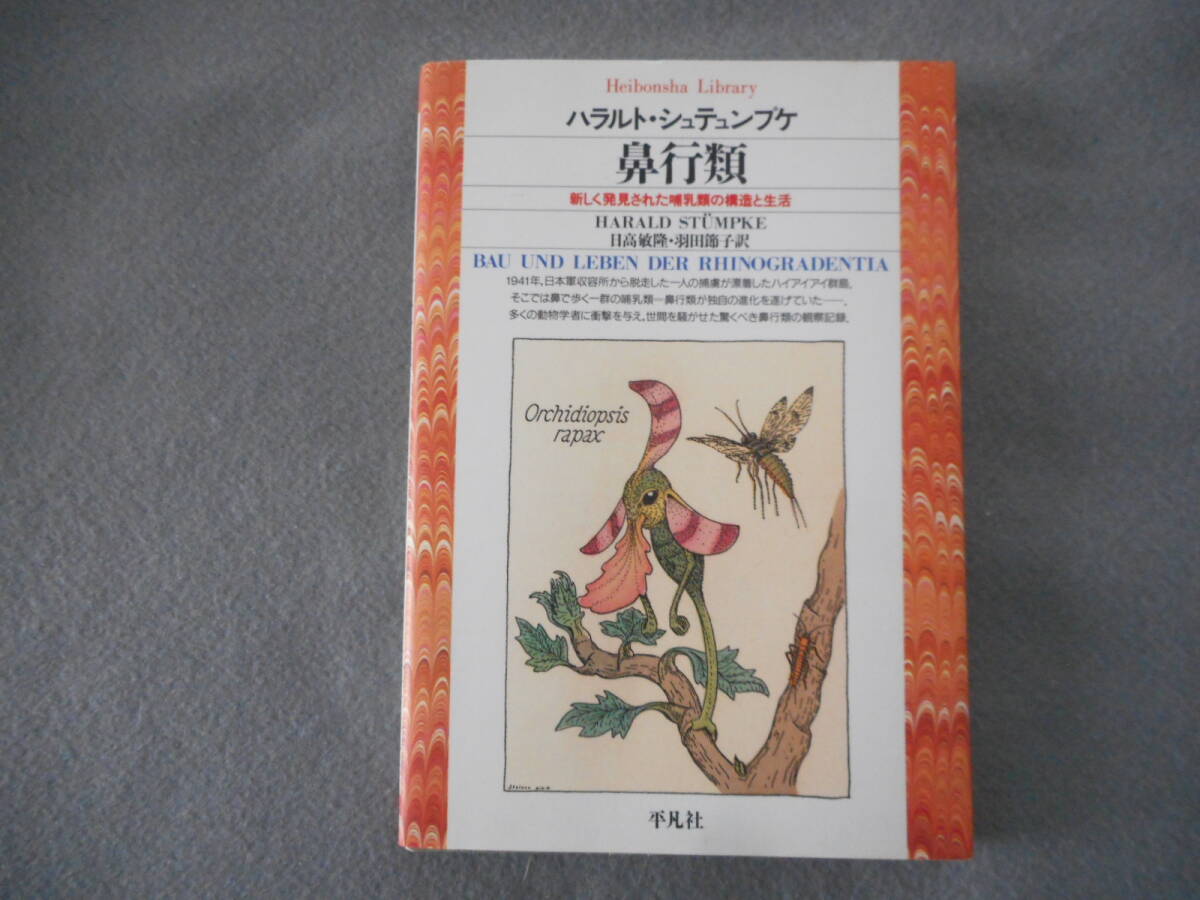 Heibonsha Library
ハラルト・シュテュンプケ
鼻行類
新しく発見された哺乳類の構造と生活
HARALD STÜMPKE
日高敏隆・羽田節子訳
BAU UND LEBEN DER RHINOGRADENTIA
1941年、日本軍収容所から脱走した一人の捕虜が漂着したハイアイアイ群島。
そこでは鼻で歩く一群の哺乳類=鼻行類が独自の進化を遂げていた――。
多くの動物学者に衝撃を与え、世間を騒がせた驚くべき鼻行類の観察記録。
Orchidiopsis
rapax
平凡社